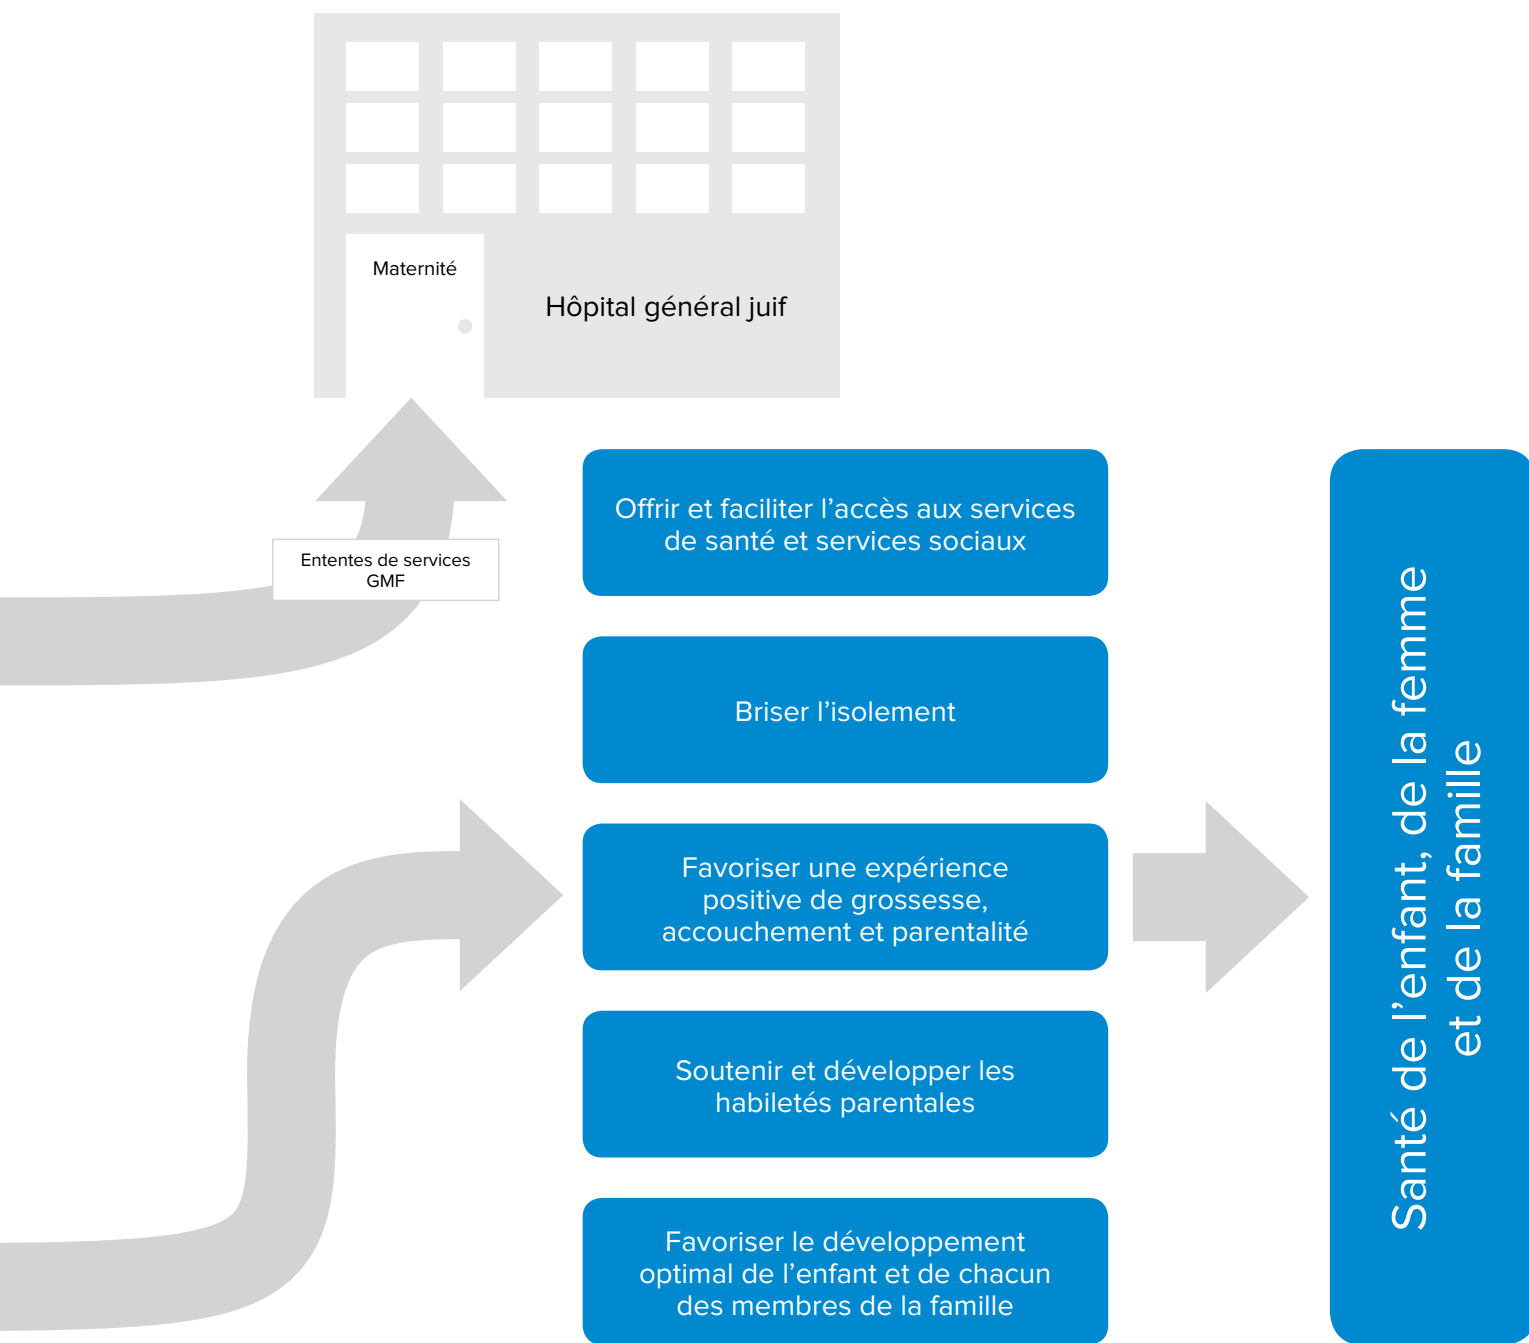 Maternité
Hôpital général juif
Ententes de services
GMF
Offrir et faciliter l’accès aux services
de santé et services sociaux
Briser l’isolement
Favoriser une expérience
positive de grossesse,
accouchement et parentalité
Soutenir et développer les
habiletés parentales
Favoriser le développement
optimal de l’enfant et de chacun
des membres de la famille
Santé de l’enfant, de la femme
et de la famille